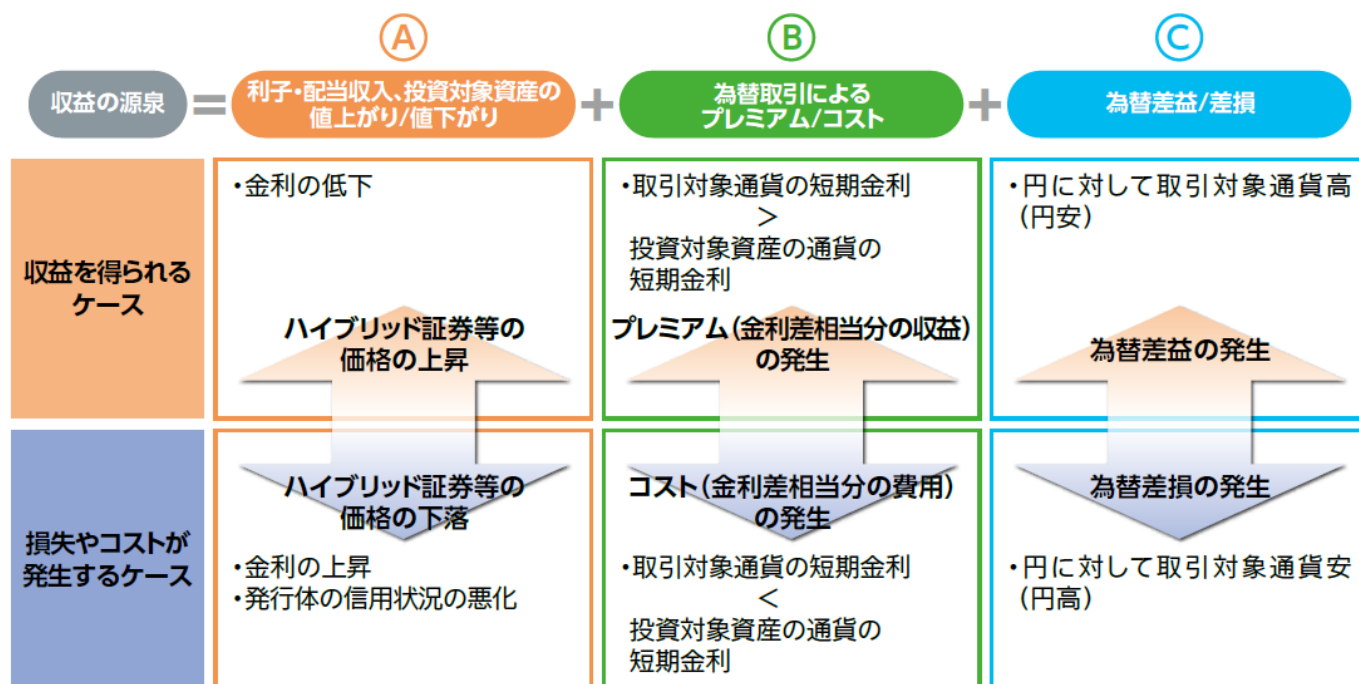 Ⓐ
Ⓑ
Ⓒ
収益の源泉
=
利子・配当収入、投資対象資産の
値上がり/値下がり
+
為替取引による
プレミアム/コスト
+
為替差益/差損
収益を得られる
ケース
・金利の低下
ハイブリッド証券等の
価格の上昇
・取引対象通貨の短期金利
>
投資対象資産の通貨の
短期金利
プレミアム(金利差相当分の収益)
の発生
・円に対して取引対象通貨高
(円安)
為替差益の発生
損失やコストが
発生するケース
ハイブリッド証券等の
価格の下落
・金利の上昇
・発行体の信用状況の悪化
コスト(金利差相当分の費用)
の発生
・取引対象通貨の短期金利
<
投資対象資産の通貨の
短期金利
為替差損の発生
・円に対して取引対象通貨安
(円高)